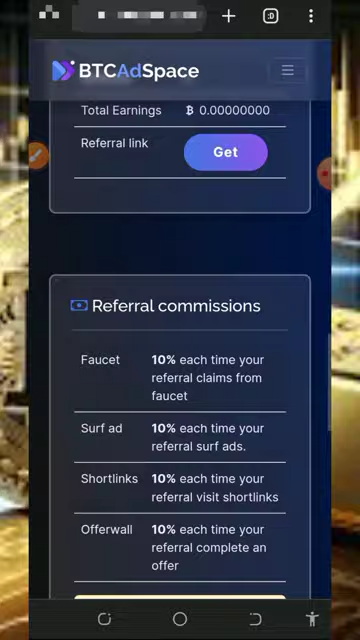 :D
BTCAdSpace
Total Earnings ₿ 0.00000000
Referral link Get
Referral commissions
Faucet 10% each time your
referral claims from
faucet
Surf ad 10% each time your
referral surf ads.
Shortlinks 10% each time your
referral visit shortlinks
Offerwall 10% each time your
referral complete an
offer